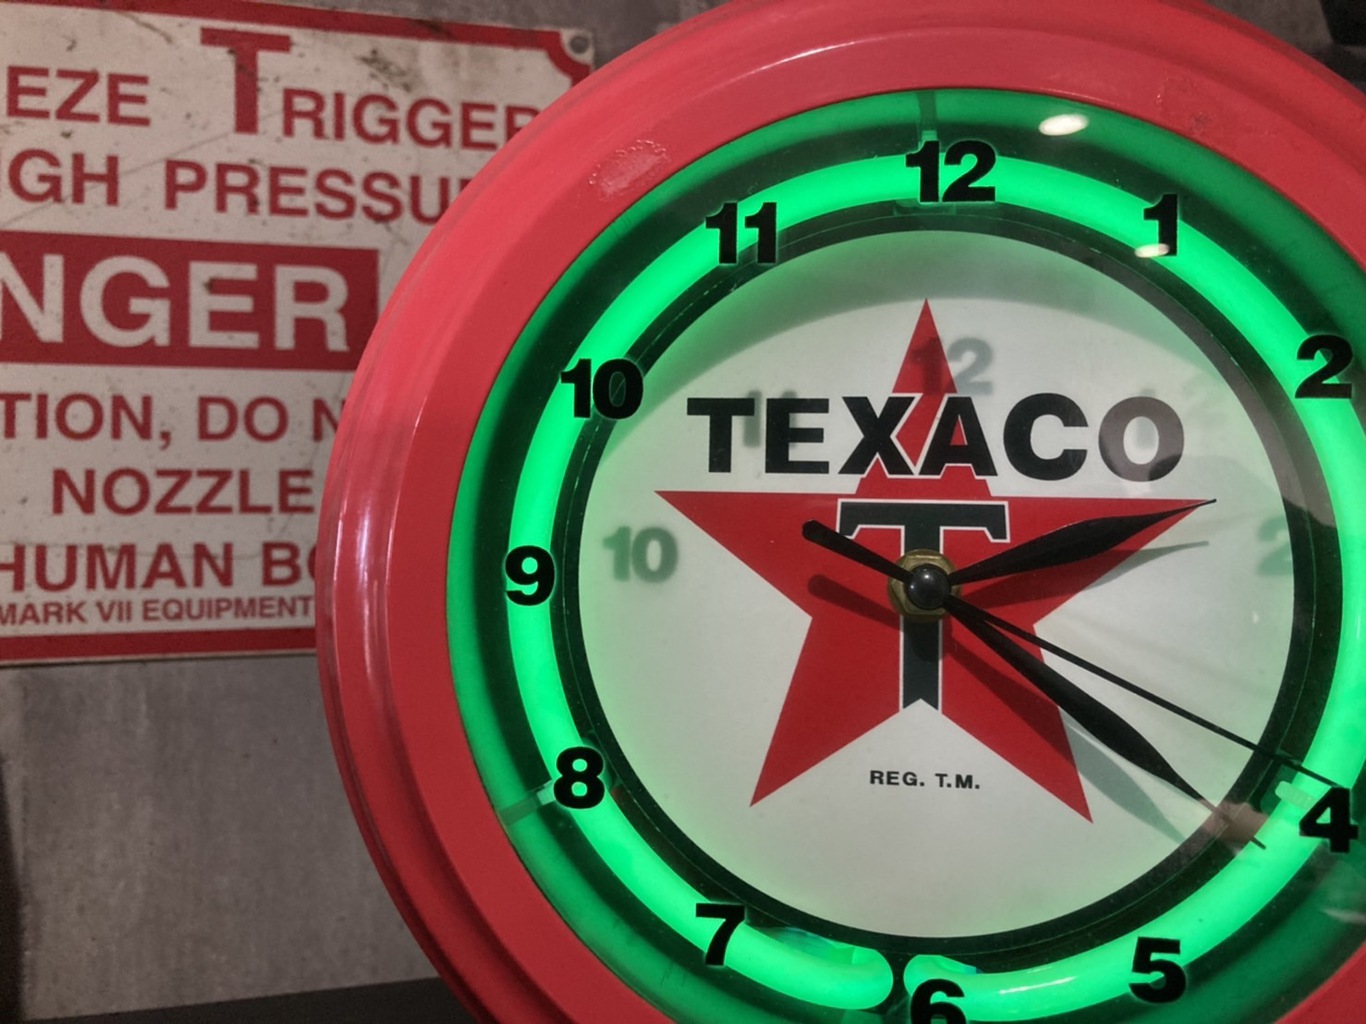 EZE TRIGGER
GH PRESSU
NGER
TION, DO N
NOZZLE
HUMAN BO
MARK VII EQUIPMENT
12
11
1
10
2
TEXACO
T
9
8
REG. T.M.
4
7
5
6